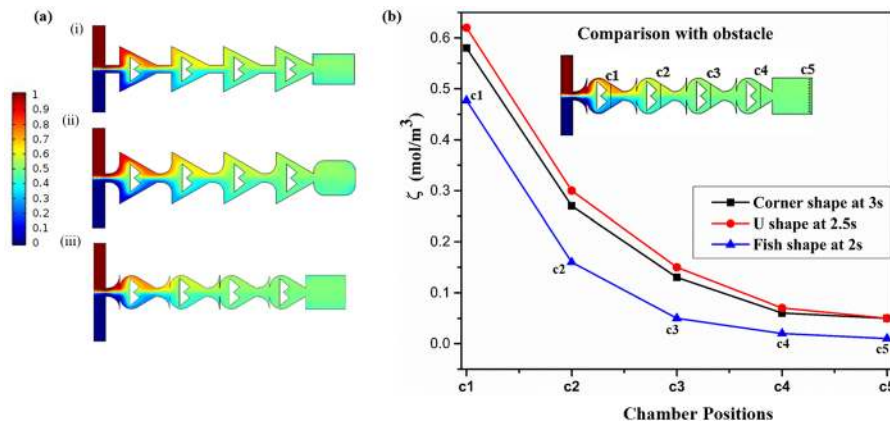 (a)
(i)
1
0.9
0.8
0.7
0.6
0.5
0.4
0.3
0.2
0.1
0
(ii)
(iii)
(b)
Comparison with obstacle
c1 c2 c3 c4 c5
Corner shape at 3s
U shape at 2.5s
Fish shape at 2s
c1
c2
c3
c4
c5
ζ (mol/m³)
0.6
0.5
0.4
0.3
0.2
0.1
0.0
c1 c2 c3 c4 c5
Chamber Positions